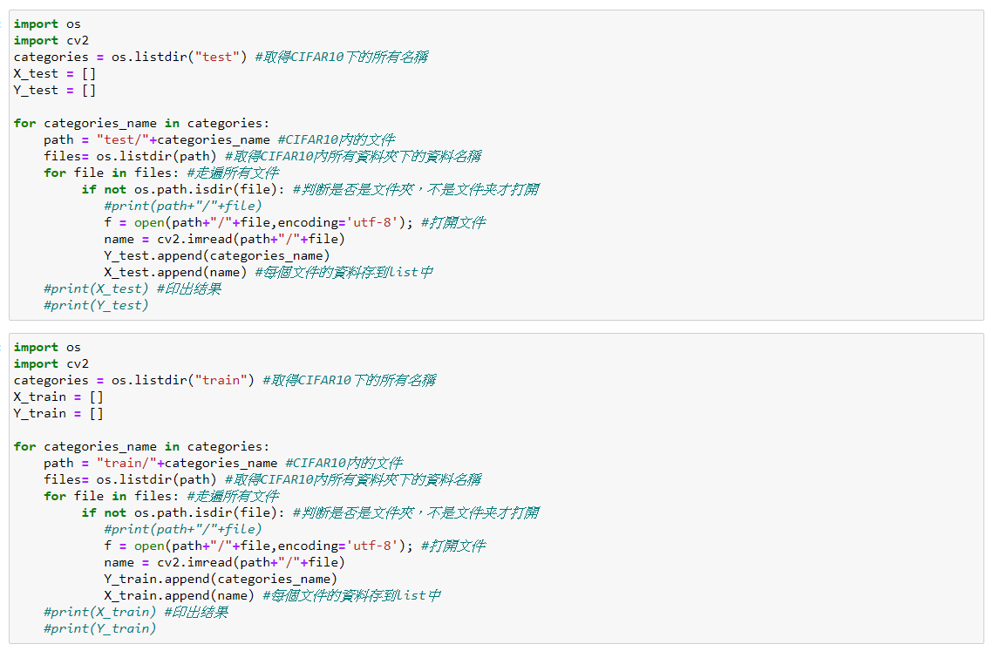 import os
import cv2
categories = os.listdir("test") #取得CIFAR10下的所有名稱
X_test = []
Y_test = []
for categories_name in categories:
    path = "test/"+categories_name #CIFAR10內的文件
    files= os.listdir(path) #取得CIFAR10內所有資料夾下的資料名稱
    for file in files: #走遍所有文件
         if not os.path.isdir(file): #判断是否是文件夾，不是文件夹才打開
            #print(path+"/"+file)
            f = open(path+"/"+file,encoding='utf-8'); #打開文件
            name = cv2.imread(path+"/"+file)
            Y_test.append(categories_name)
            X_test.append(name) #每個文件的資料存到list中
    #print(X_test) #印出结果
    #print(Y_test)
import os
import cv2
categories = os.listdir("train") #取得CIFAR10下的所有名稱
X_train = []
Y_train = []
for categories_name in categories:
    path = "train/"+categories_name #CIFAR10內的文件
    files= os.listdir(path) #取得CIFAR10內所有資料夾下的資料名稱
    for file in files: #走遍所有文件
         if not os.path.isdir(file): #判断是否是文件夾，不是文件夹才打開
            #print(path+"/"+file)
            f = open(path+"/"+file,encoding='utf-8'); #打開文件
            name = cv2.imread(path+"/"+file)
            Y_train.append(categories_name)
            X_train.append(name) #每個文件的資料存到list中
    #print(X_train) #印出结果
    #print(Y_train)